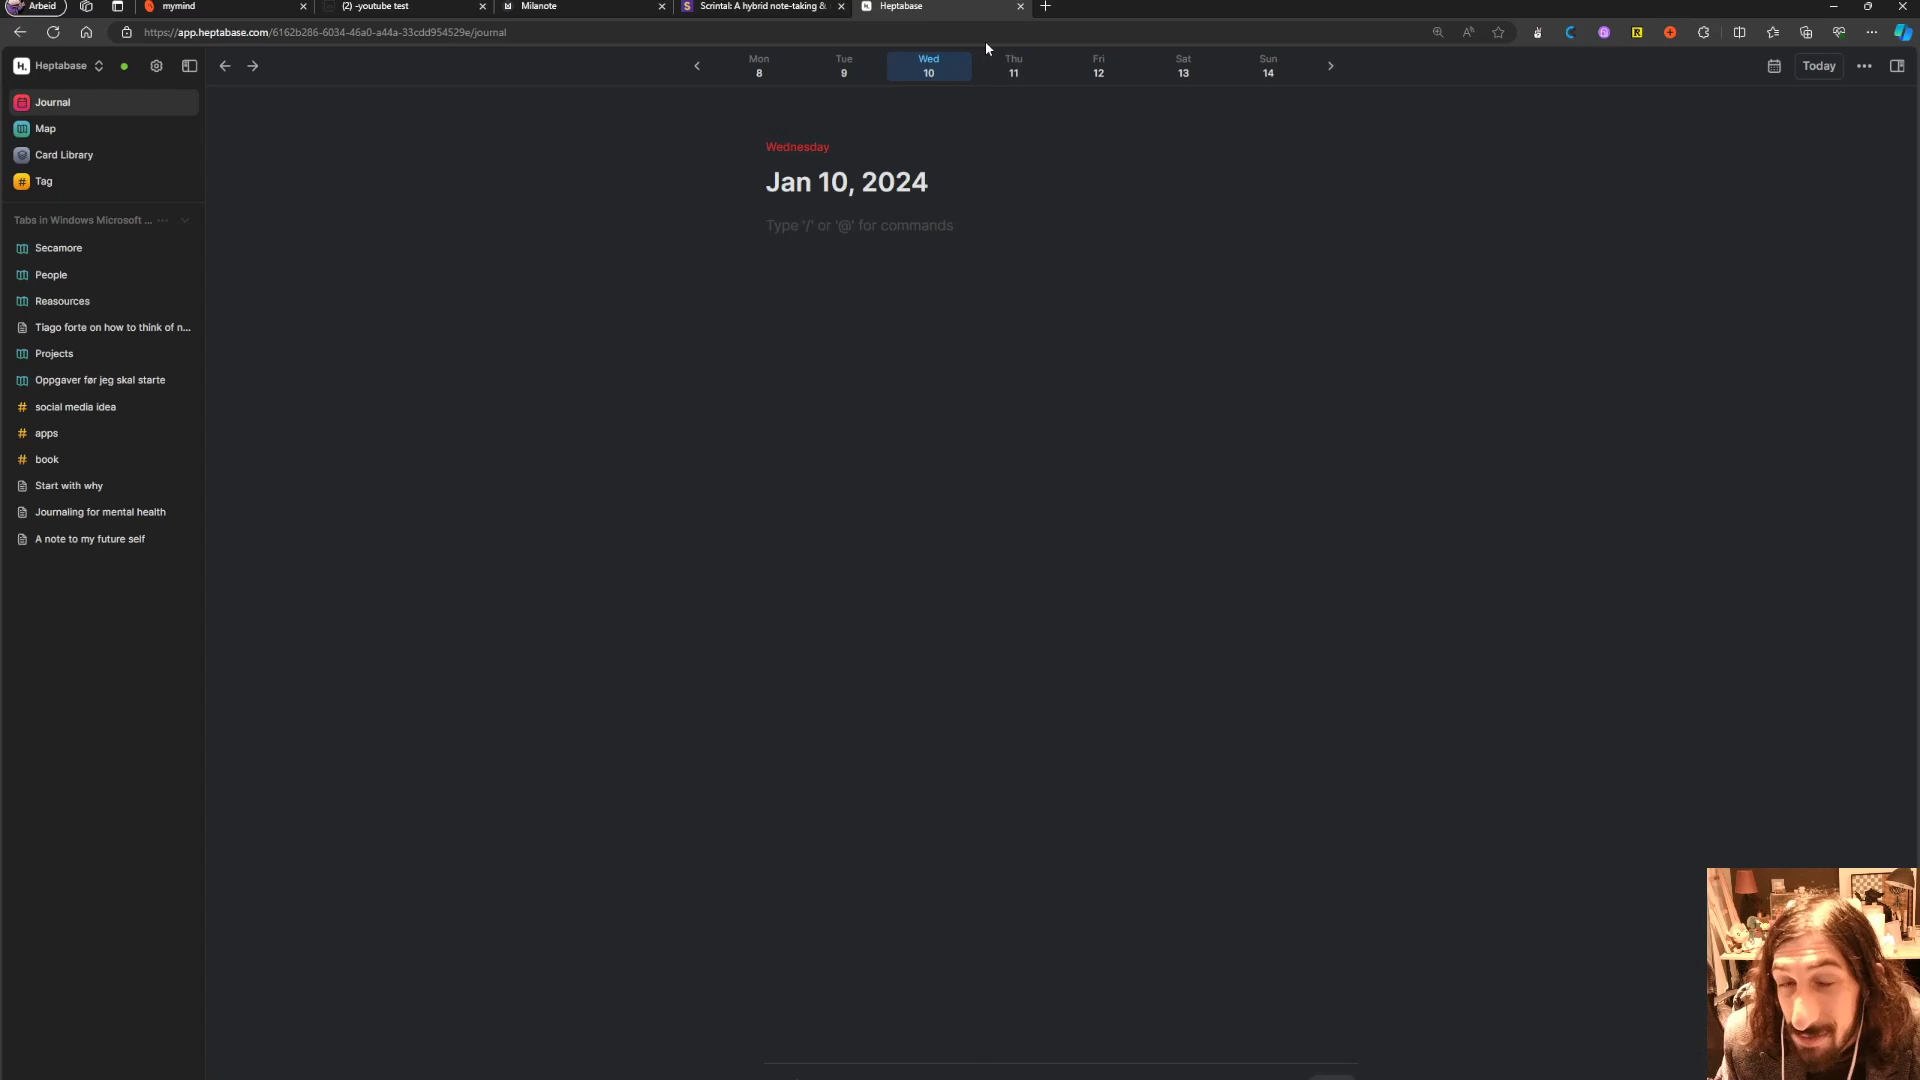 Arbeid
mymind
(2) -youtube test
Milanote
Scrintal: A hybrid note-taking &
Heptabase
https://app.heptabase.com/6162b286-6034-46a0-a44a-33cdd954529e/journal
Heptabase
Mon
8
Tue
9
Wed
10
Thu
11
Fri
12
Sat
13
Sun
14
Today
Journal
Map
Card Library
Tag
Tabs in Windows Microsoft ...
Secamore
People
Reasources
Tiago forte on how to think of n...
Projects
Oppgaver før jeg skal starte
social media idea
apps
book
Start with why
Journaling for mental health
A note to my future self
Wednesday
Jan 10, 2024
Type '/' or '@' for commands